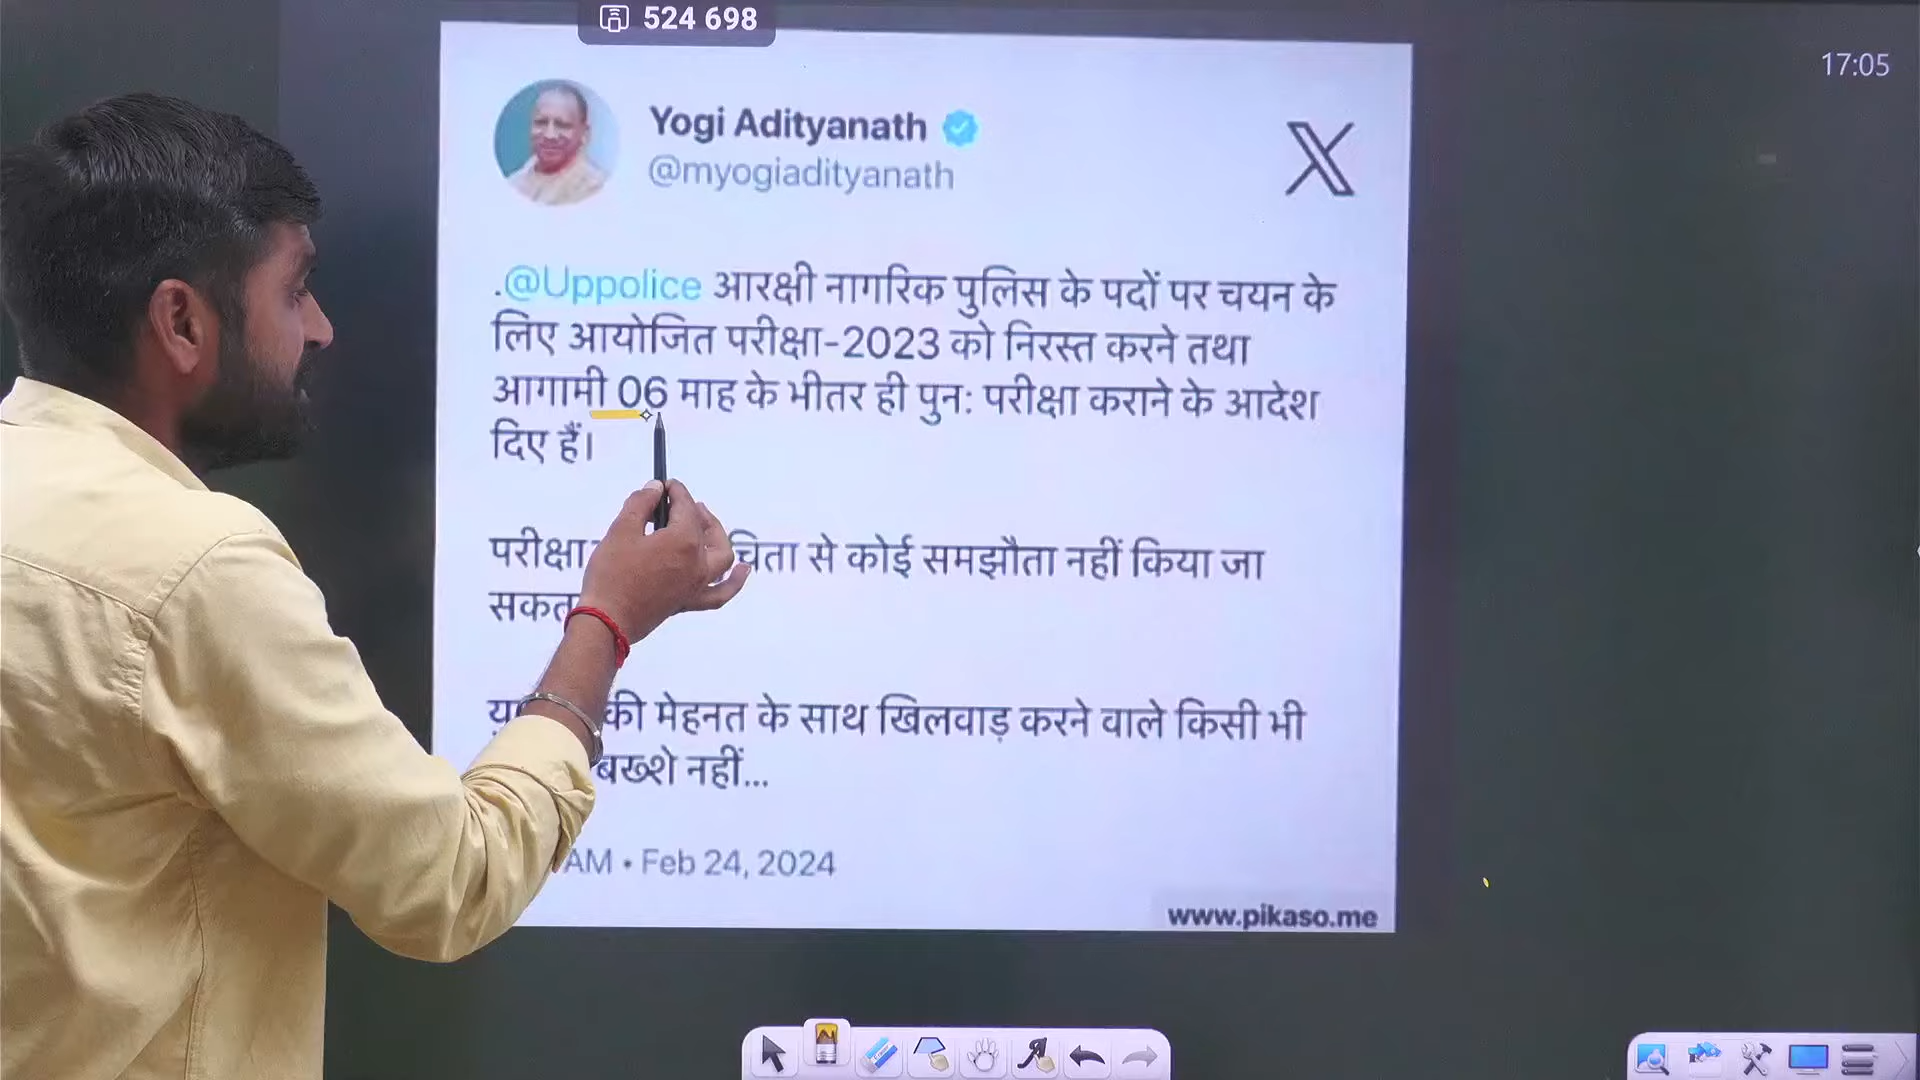 524 698
17:05
Yogi Adityanath
@myogiadityanath
.@Uppolice आरक्षी नागरिक पुलिस के पदों पर चयन के
लिए आयोजित परीक्षा-2023 को निरस्त करने तथा
आगामी 06 माह के भीतर ही पुन: परीक्षा कराने के आदेश
दिए हैं।
परीक्षा से कोई समझौता नहीं किया जा
की मेहनत के साथ खिलवाड़ करने वाले किसी भी
बख्शे नहीं...
AM • Feb 24, 2024
www.pikaso.me